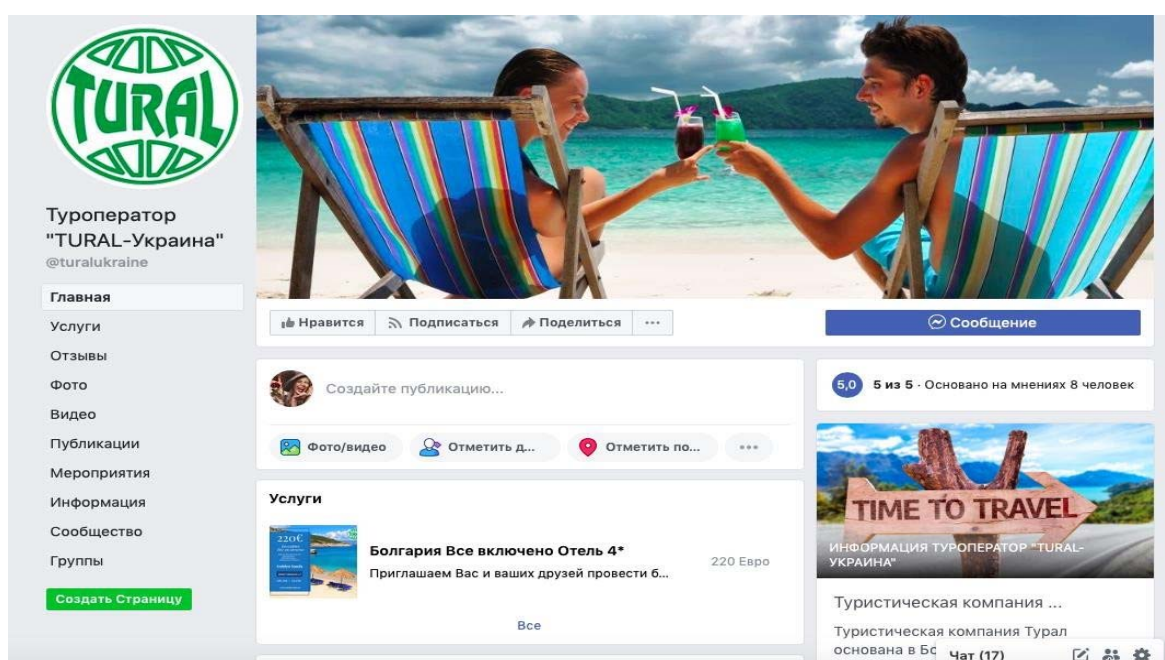 TURAL
Туроператор
"TURAL-Украина"
@turalukraine
Главная
Услуги
Отзывы
Фото
Видео
Публикации
Мероприятия
Информация
Сообщество
Группы
Создать Страницу
Нравится
Подписаться
Поделиться
Сообщение
Создайте публикацию...
Фото/видео
Отметить д...
Отметить по...
Услуги
220€
Болгария Все включено Отель 4*
Приглашаем Вас и ваших друзей провести б...
220 Евро
Все
5,0 5 из 5 · Основано на мнениях 8 человек
TIME TO TRAVEL
ИНФОРМАЦИЯ ТУРОПЕРАТОР "TURAL-
УКРАИНА"
Туристическая компания ...
Туристическая компания Турал
основана в Бо
Чат (17)